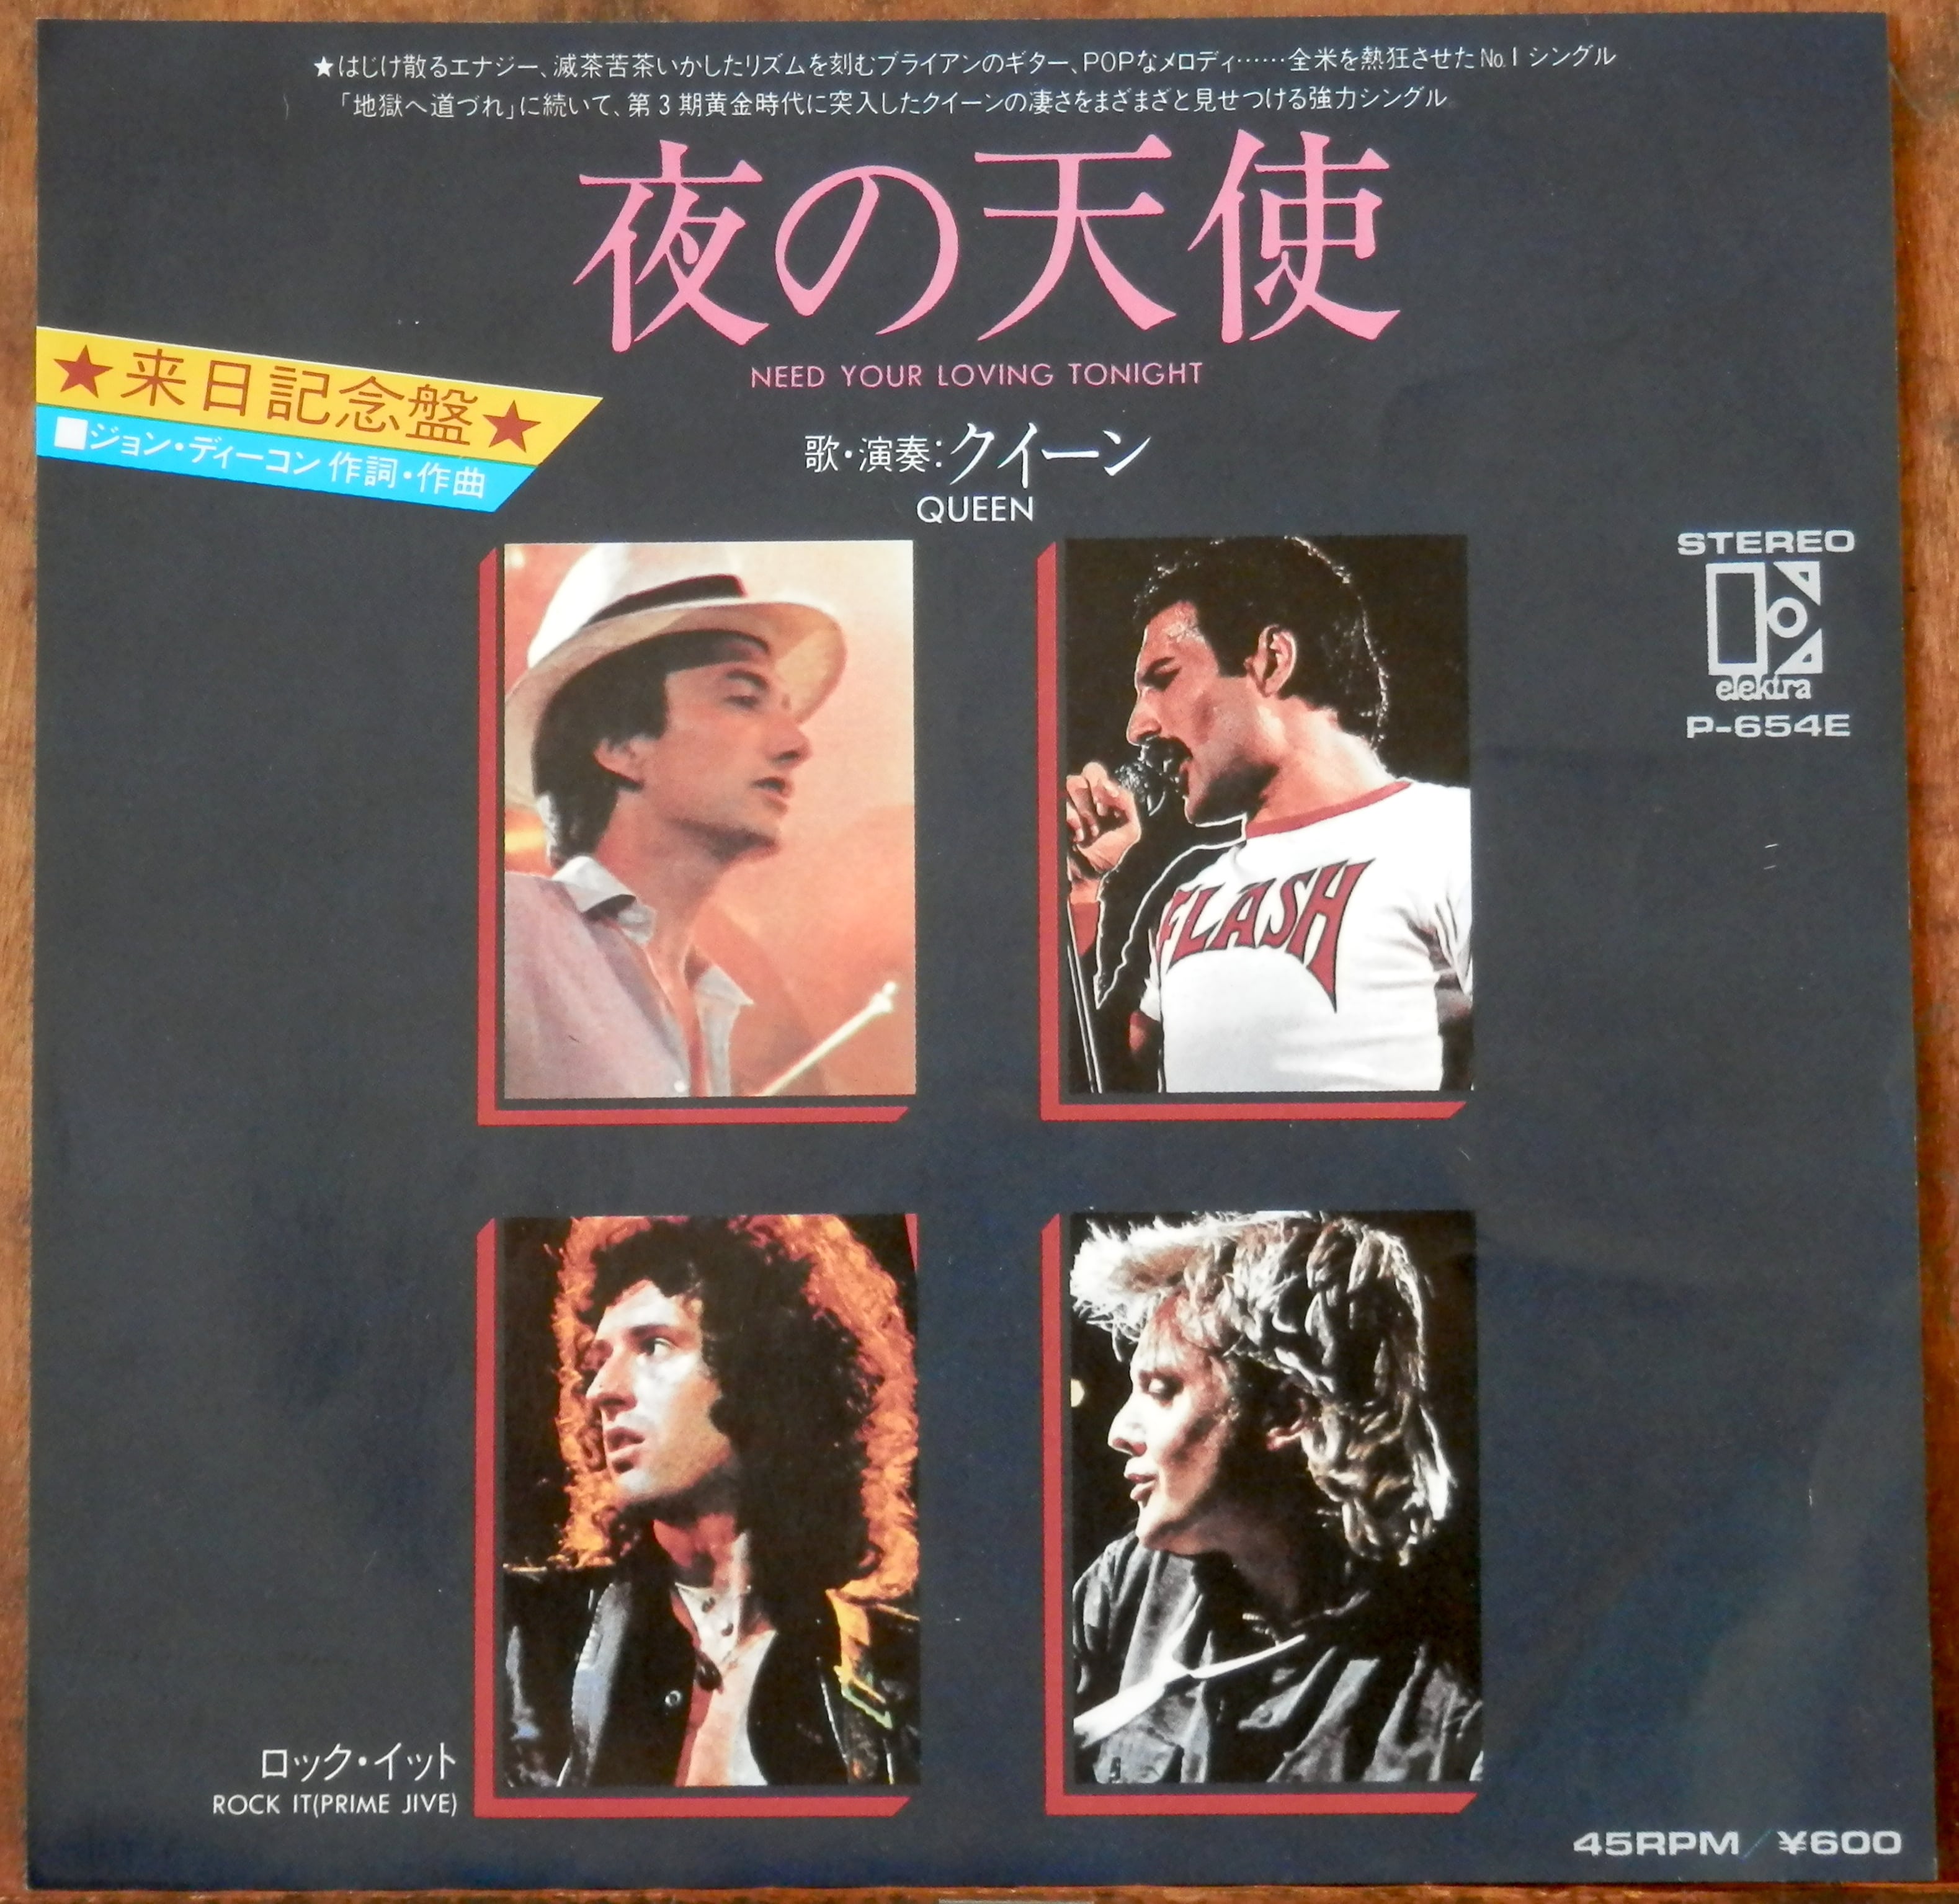 ★はじけ散るエナジー、滅茶苦茶いかしたリズムを刻むブライアンのギター、POPなメロディ……全米を熱狂させたNo.1シングル
「地獄へ道づれ」に続いて、第3期黄金時代に突入したクイーンの凄さをまざまざと見せつける強力シングル
夜の天使
NEED YOUR LOVING TONIGHT
★来日記念盤★
■ジョン・ディーコン作詞・作曲
歌・演奏:クイーン
QUEEN
STEREO
elektra
P-654E
FLASH
ロック・イット
ROCK IT(PRIME JIVE)
45RPM/¥600